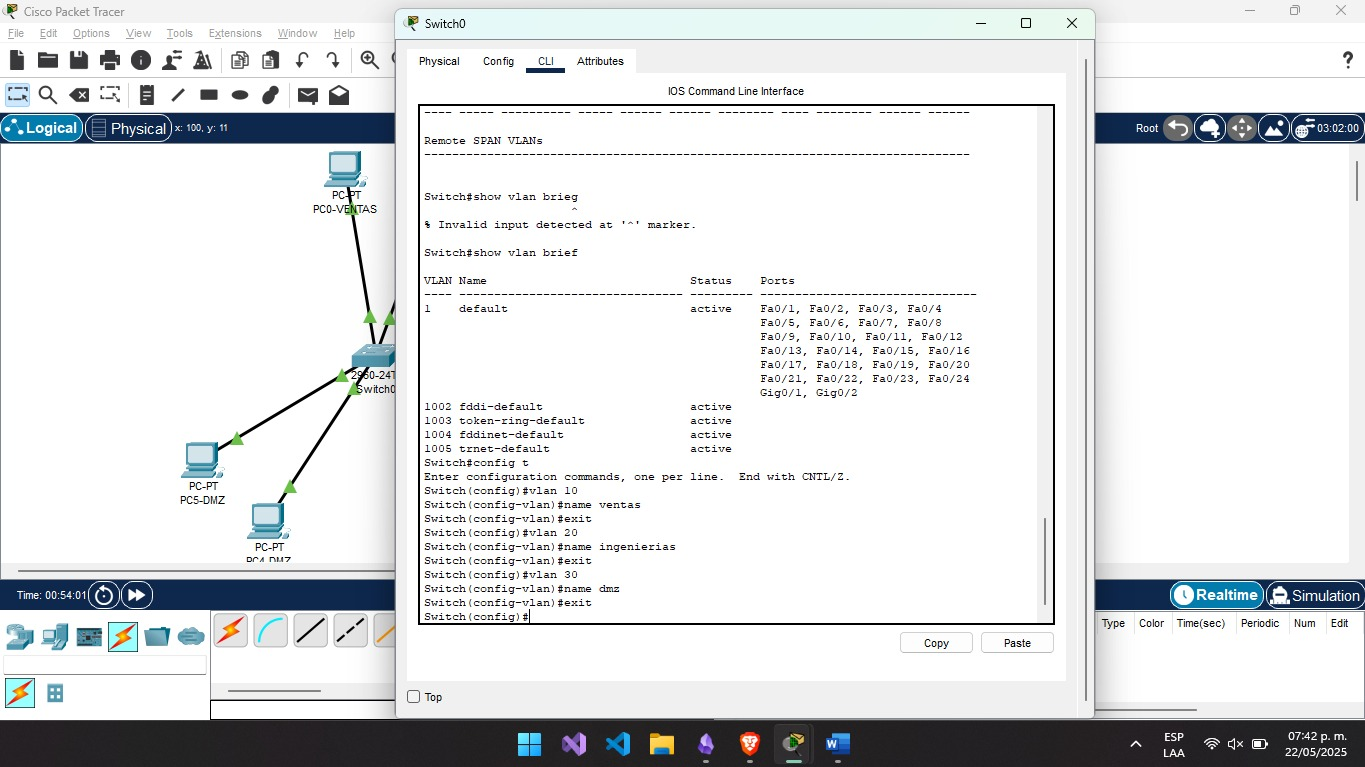 Cisco Packet Tracer
File Edit Options View Tools Extensions Window Help
Logical Physical x: 100, y: 11
Root 03:02:00
PC-PT
PC0-VENTAS
2960-24T
Switch0
PC-PT
PC5-DMZ
PC-PT
PC4-DMZ
Switch0
Physical Config CLI Attributes
IOS Command Line Interface
---- ----- ---------- ----- ------ ------ -------- ---- -------- ------ ------
Remote SPAN VLANs
------------------------------------------------------------------------------
Switch#show vlan brieg
^
% Invalid input detected at '^' marker.
Switch#show vlan brief
VLAN Name Status Ports
---- -------------------------------- --------- -------------------------------
1 default active Fa0/1, Fa0/2, Fa0/3, Fa0/4
Fa0/5, Fa0/6, Fa0/7, Fa0/8
Fa0/9, Fa0/10, Fa0/11, Fa0/12
Fa0/13, Fa0/14, Fa0/15, Fa0/16
Fa0/17, Fa0/18, Fa0/19, Fa0/20
Fa0/21, Fa0/22, Fa0/23, Fa0/24
Gig0/1, Gig0/2
1002 fddi-default active
1003 token-ring-default active
1004 fddinet-default active
1005 trnet-default active
Switch#config t
Enter configuration commands, one per line. End with CNTL/Z.
Switch(config)#vlan 10
Switch(config-vlan)#name ventas
Switch(config-vlan)#exit
Switch(config)#vlan 20
Switch(config-vlan)#name ingenierias
Switch(config-vlan)#exit
Switch(config)#vlan 30
Switch(config-vlan)#name dmz
Switch(config-vlan)#exit
Switch(config)#
Copy Paste
Top
Time: 00:54:01
Realtime Simulation
Type Color Time(sec) Periodic Num Edit
ESP
LAA
07:42 p. m.
22/05/2025